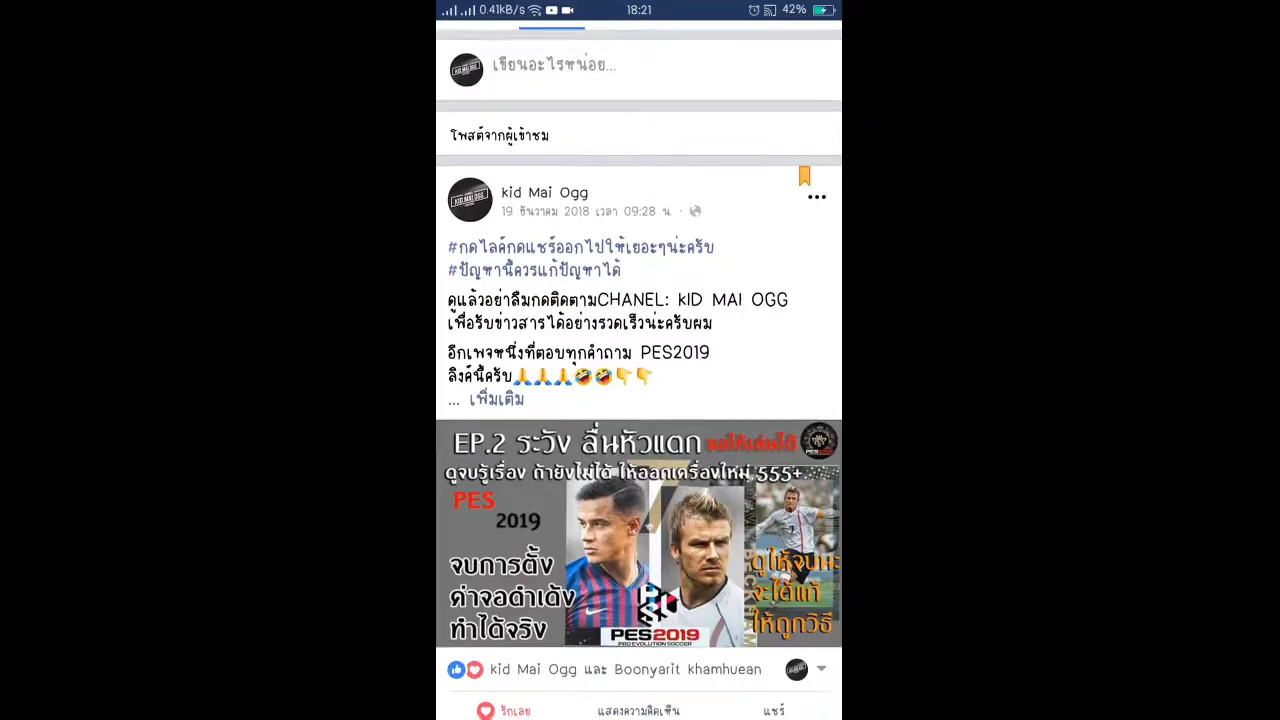 0.41kB/s
18:21
42%
เขียนอะไรหน่อย...
โพสต์จากผู้เข้าชม
kid Mai Ogg
19 ธันวาคม 2018 เวลา 09:28 น. ·
#กดไลค์กดแชร์ออกไปให้เยอะๆน่ะครับ
#ปัญหานี้ควรแก้ปัญหาได้
ดูแล้วอย่าลืมกดติดตามCHANEL: kID MAI OGG
เพื่อรับข่าวสารได้อย่างรวดเร็วน่ะครับผม
อีกเพจหนึ่งที่ตอบทุกคำถาม PES2019
ลิงค์นี้ครับ🙏🙏🙏🤣🤣👇👇
... เพิ่มเติม
EP.2 ระวัง ลื่นหัวแตก ขอให้เล่นได้
ดูจบรู้เรื่อง ถ้ายังไม่ได้ ให้ออกเครื่องใหม่ 555+.
PES
2019
จบการตั้ง
ค่าจอดำเด้ง
ทำได้จริง
ดูให้จบนะ
จะได้แก้
ให้ถูกวิธี
PES2019
PRO EVOLUTION SOCCER
kid Mai Ogg และ Boonyarit khamhuean
รักเลย
แสดงความคิดเห็น
แชร์